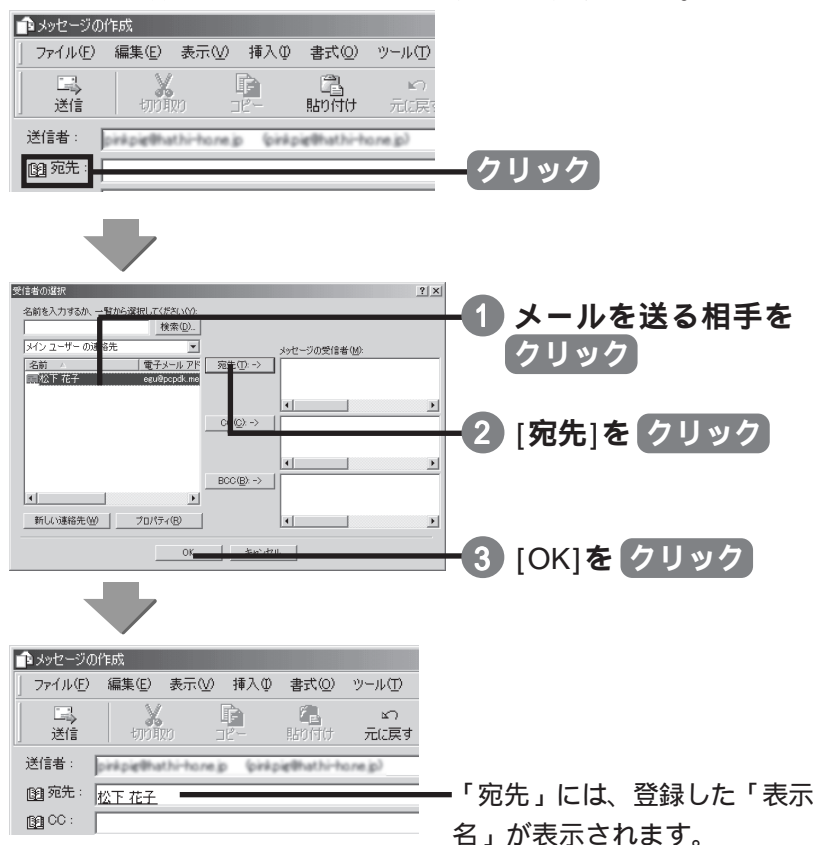 メッセージの作成
ファイル(F) 編集(E) 表示(V) 挿入(I) 書式(O) ツール(T)
送信 切り取り コピー 貼り付け 元に戻す
送信者:
宛先:
クリック
受信者の選択
名前を入力するか、一覧から選択してください(Y):
検索(D)...
メイン ユーザー の連絡先
メッセージの受信者(M):
名前 電子メール アド
宛先(T): ->
松下 花子 egu@pcpdk.me
CC(C): ->
BCC(B): ->
新しい連絡先(W) プロパティ(R)
OK キャンセル
1 メールを送る相手を
クリック
2 [宛先]を クリック
3 [OK]を クリック
メッセージの作成
ファイル(F) 編集(E) 表示(V) 挿入(I) 書式(O) ツール(T)
送信 切り取り コピー 貼り付け 元に戻す
送信者:
宛先: 松下 花子
CC:
「宛先」には、登録した「表示
名」が表示されます。